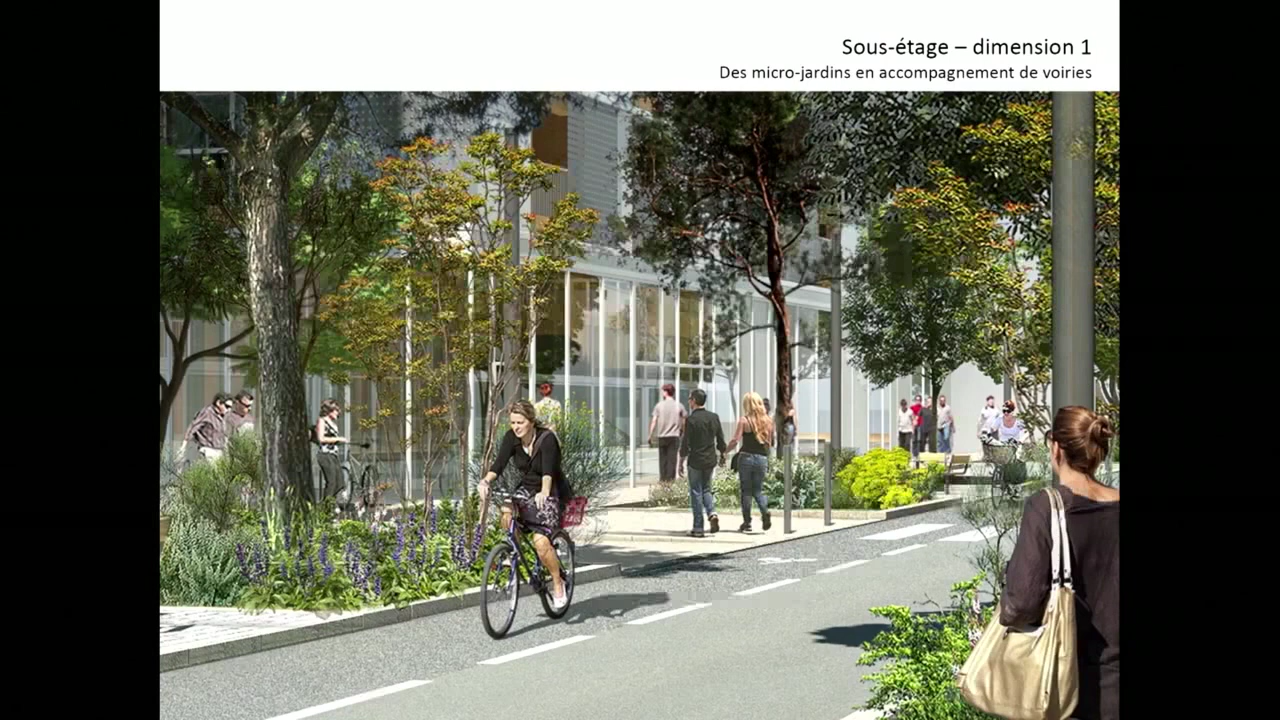 Sous-étage – dimension 1
Des micro-jardins en accompagnement de voiries